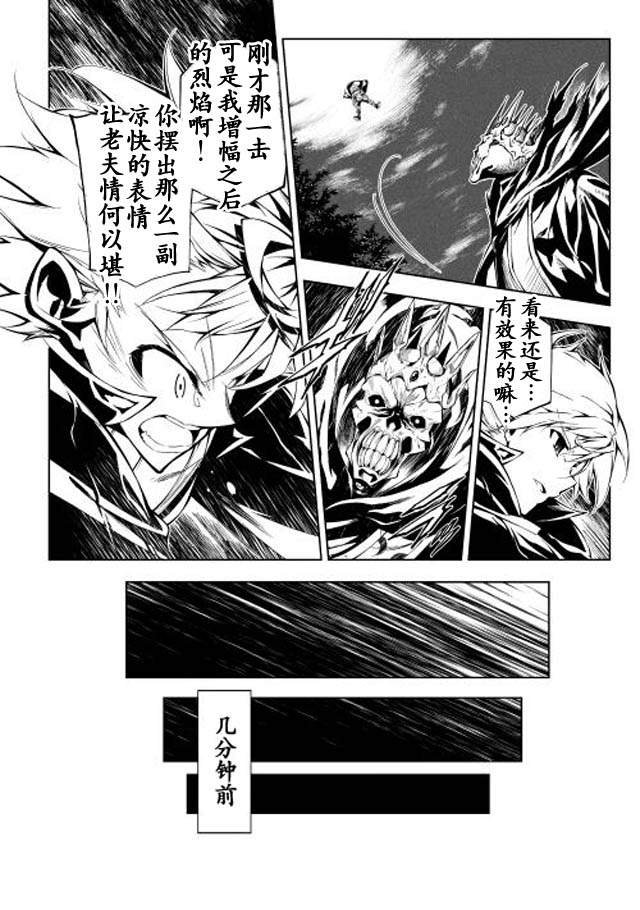 看来还是…
有效果的嘛…
刚才那一击
可是我增幅之后
的烈焰啊！
你摆出那么一副
凉快的表情
让老夫情何以堪!!
几分钟前